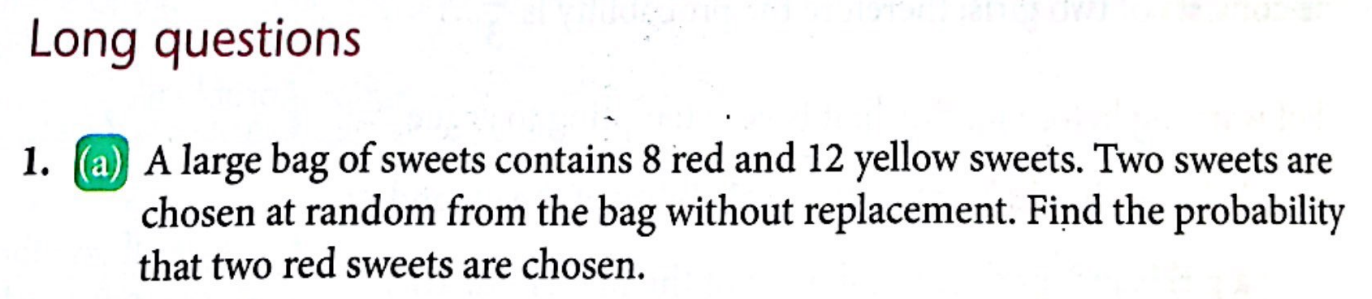 Long questions
1. (a) A large bag of sweets contains 8 red and 12 yellow sweets. Two sweets are
chosen at random from the bag without replacement. Find the probability
that two red sweets are chosen.